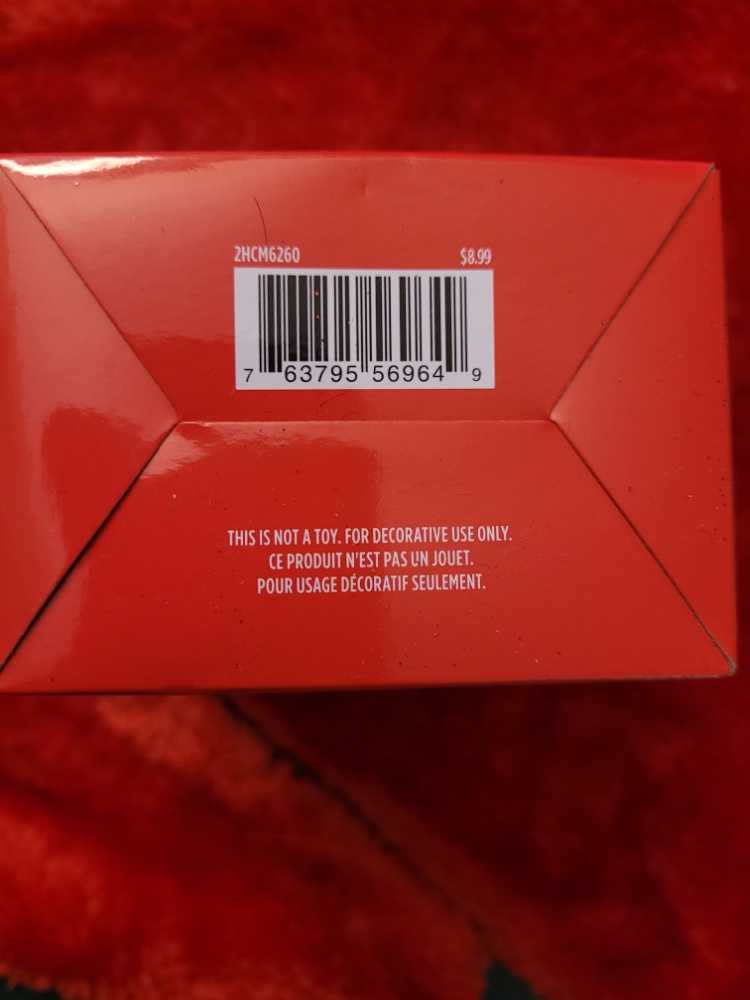 2HCM6260 $8.99
7 63795 56964 9
THIS IS NOT A TOY. FOR DECORATIVE USE ONLY.
CE PRODUIT N'EST PAS UN JOUET.
POUR USAGE DÉCORATIF SEULEMENT.